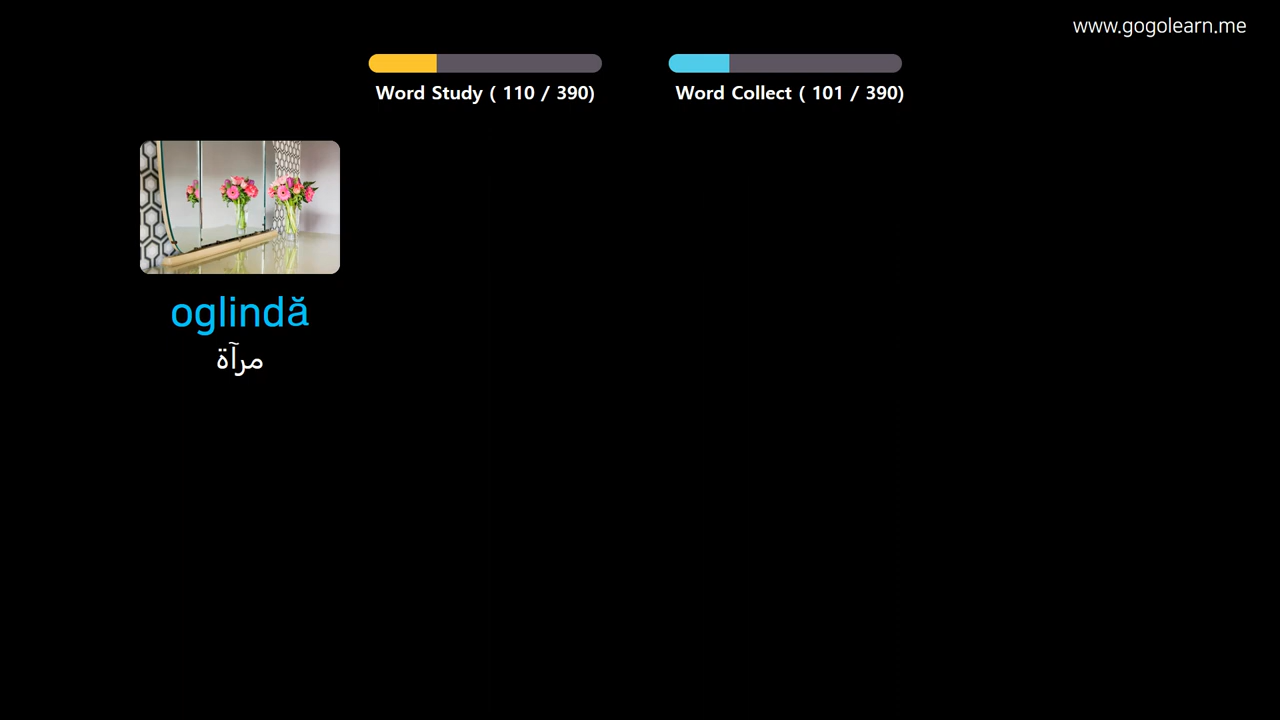 www.gogolearn.me
Word Study ( 110 / 390)
Word Collect ( 101 / 390)
oglindă
مرآة